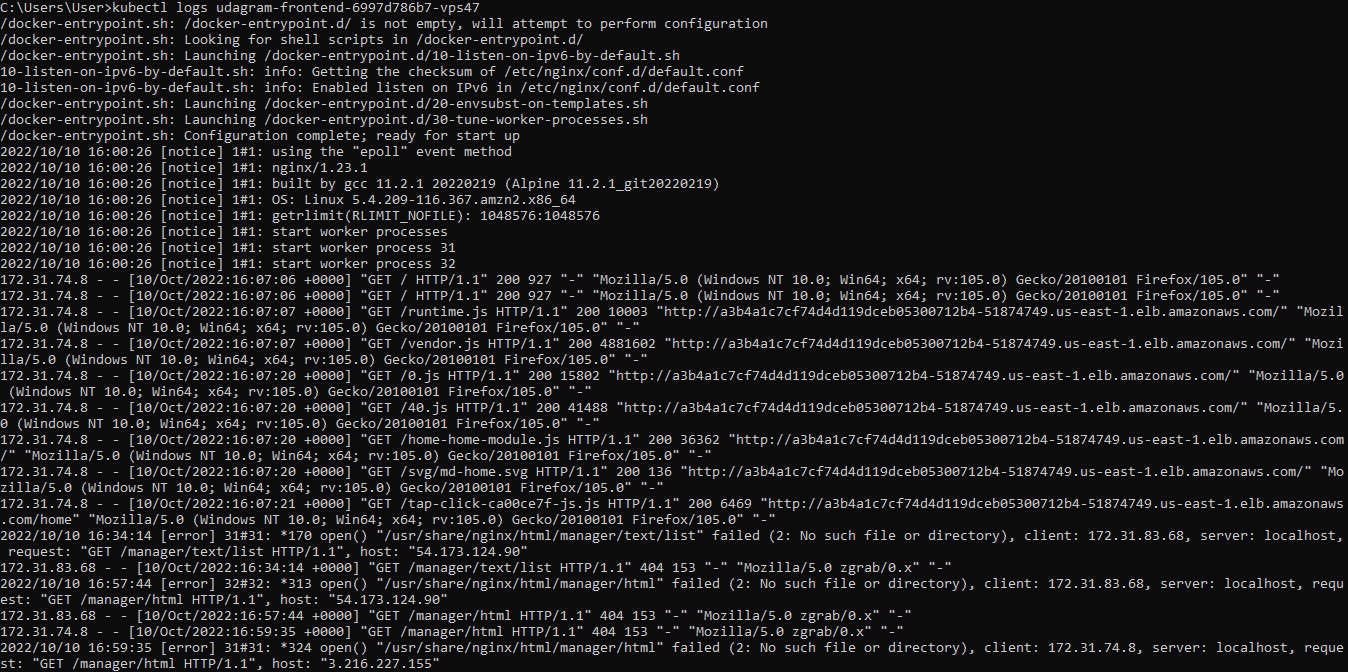 C:\Users\User>kubectl logs udagram-frontend-6997d786b7-vps47
/docker-entrypoint.sh: /docker-entrypoint.d/ is not empty, will attempt to perform configuration
/docker-entrypoint.sh: Looking for shell scripts in /docker-entrypoint.d/
/docker-entrypoint.sh: Launching /docker-entrypoint.d/10-listen-on-ipv6-by-default.sh
10-listen-on-ipv6-by-default.sh: info: Getting the checksum of /etc/nginx/conf.d/default.conf
10-listen-on-ipv6-by-default.sh: info: Enabled listen on IPv6 in /etc/nginx/conf.d/default.conf
/docker-entrypoint.sh: Launching /docker-entrypoint.d/20-envsubst-on-templates.sh
/docker-entrypoint.sh: Launching /docker-entrypoint.d/30-tune-worker-processes.sh
/docker-entrypoint.sh: Configuration complete; ready for start up
2022/10/10 16:00:26 [notice] 1#1: using the "epoll" event method
2022/10/10 16:00:26 [notice] 1#1: nginx/1.23.1
2022/10/10 16:00:26 [notice] 1#1: built by gcc 11.2.1 20220219 (Alpine 11.2.1_git20220219)
2022/10/10 16:00:26 [notice] 1#1: OS: Linux 5.4.209-116.367.amzn2.x86_64
2022/10/10 16:00:26 [notice] 1#1: getrlimit(RLIMIT_NOFILE): 1048576:1048576
2022/10/10 16:00:26 [notice] 1#1: start worker processes
2022/10/10 16:00:26 [notice] 1#1: start worker process 31
2022/10/10 16:00:26 [notice] 1#1: start worker process 32
172.31.74.8 - - [10/Oct/2022:16:07:06 +0000] "GET / HTTP/1.1" 200 927 "-" "Mozilla/5.0 (Windows NT 10.0; Win64; x64; rv:105.0) Gecko/20100101 Firefox/105.0" "-"
172.31.74.8 - - [10/Oct/2022:16:07:06 +0000] "GET / HTTP/1.1" 200 927 "-" "Mozilla/5.0 (Windows NT 10.0; Win64; x64; rv:105.0) Gecko/20100101 Firefox/105.0" "-"
172.31.74.8 - - [10/Oct/2022:16:07:07 +0000] "GET /runtime.js HTTP/1.1" 200 10003 "http://a3b4a1c7cf74d4d119dceb05300712b4-51874749.us-east-1.elb.amazonaws.com/" "Mozil
la/5.0 (Windows NT 10.0; Win64; x64; rv:105.0) Gecko/20100101 Firefox/105.0" "-"
172.31.74.8 - - [10/Oct/2022:16:07:07 +0000] "GET /vendor.js HTTP/1.1" 200 4881602 "http://a3b4a1c7cf74d4d119dceb05300712b4-51874749.us-east-1.elb.amazonaws.com/" "Mozi
lla/5.0 (Windows NT 10.0; Win64; x64; rv:105.0) Gecko/20100101 Firefox/105.0" "-"
172.31.74.8 - - [10/Oct/2022:16:07:20 +0000] "GET /0.js HTTP/1.1" 200 15802 "http://a3b4a1c7cf74d4d119dceb05300712b4-51874749.us-east-1.elb.amazonaws.com/" "Mozilla/5.0
 (Windows NT 10.0; Win64; x64; rv:105.0) Gecko/20100101 Firefox/105.0" "-"
172.31.74.8 - - [10/Oct/2022:16:07:20 +0000] "GET /40.js HTTP/1.1" 200 41488 "http://a3b4a1c7cf74d4d119dceb05300712b4-51874749.us-east-1.elb.amazonaws.com/" "Mozilla/5.
0 (Windows NT 10.0; Win64; x64; rv:105.0) Gecko/20100101 Firefox/105.0" "-"
172.31.74.8 - - [10/Oct/2022:16:07:20 +0000] "GET /home-home-module.js HTTP/1.1" 200 36362 "http://a3b4a1c7cf74d4d119dceb05300712b4-51874749.us-east-1.elb.amazonaws.com
/" "Mozilla/5.0 (Windows NT 10.0; Win64; x64; rv:105.0) Gecko/20100101 Firefox/105.0" "-"
172.31.74.8 - - [10/Oct/2022:16:07:20 +0000] "GET /svg/md-home.svg HTTP/1.1" 200 136 "http://a3b4a1c7cf74d4d119dceb05300712b4-51874749.us-east-1.elb.amazonaws.com/" "Mo
zilla/5.0 (Windows NT 10.0; Win64; x64; rv:105.0) Gecko/20100101 Firefox/105.0" "-"
172.31.74.8 - - [10/Oct/2022:16:07:21 +0000] "GET /tap-click-ca00ce7f-js.js HTTP/1.1" 200 6469 "http://a3b4a1c7cf74d4d119dceb05300712b4-51874749.us-east-1.elb.amazonaws
.com/home" "Mozilla/5.0 (Windows NT 10.0; Win64; x64; rv:105.0) Gecko/20100101 Firefox/105.0" "-"
2022/10/10 16:34:14 [error] 31#31: *170 open() "/usr/share/nginx/html/manager/text/list" failed (2: No such file or directory), client: 172.31.83.68, server: localhost,
 request: "GET /manager/text/list HTTP/1.1", host: "54.173.124.90"
172.31.83.68 - - [10/Oct/2022:16:34:14 +0000] "GET /manager/text/list HTTP/1.1" 404 153 "-" "Mozilla/5.0 zgrab/0.x" "-"
2022/10/10 16:57:44 [error] 32#32: *313 open() "/usr/share/nginx/html/manager/html" failed (2: No such file or directory), client: 172.31.83.68, server: localhost, requ
est: "GET /manager/html HTTP/1.1", host: "54.173.124.90"
172.31.83.68 - - [10/Oct/2022:16:57:44 +0000] "GET /manager/html HTTP/1.1" 404 153 "-" "Mozilla/5.0 zgrab/0.x" "-"
172.31.74.8 - - [10/Oct/2022:16:59:35 +0000] "GET /manager/html HTTP/1.1" 404 153 "-" "Mozilla/5.0 zgrab/0.x" "-"
2022/10/10 16:59:35 [error] 31#31: *324 open() "/usr/share/nginx/html/manager/html" failed (2: No such file or directory), client: 172.31.74.8, server: localhost, reque
st: "GET /manager/html HTTP/1.1", host: "3.216.227.155"